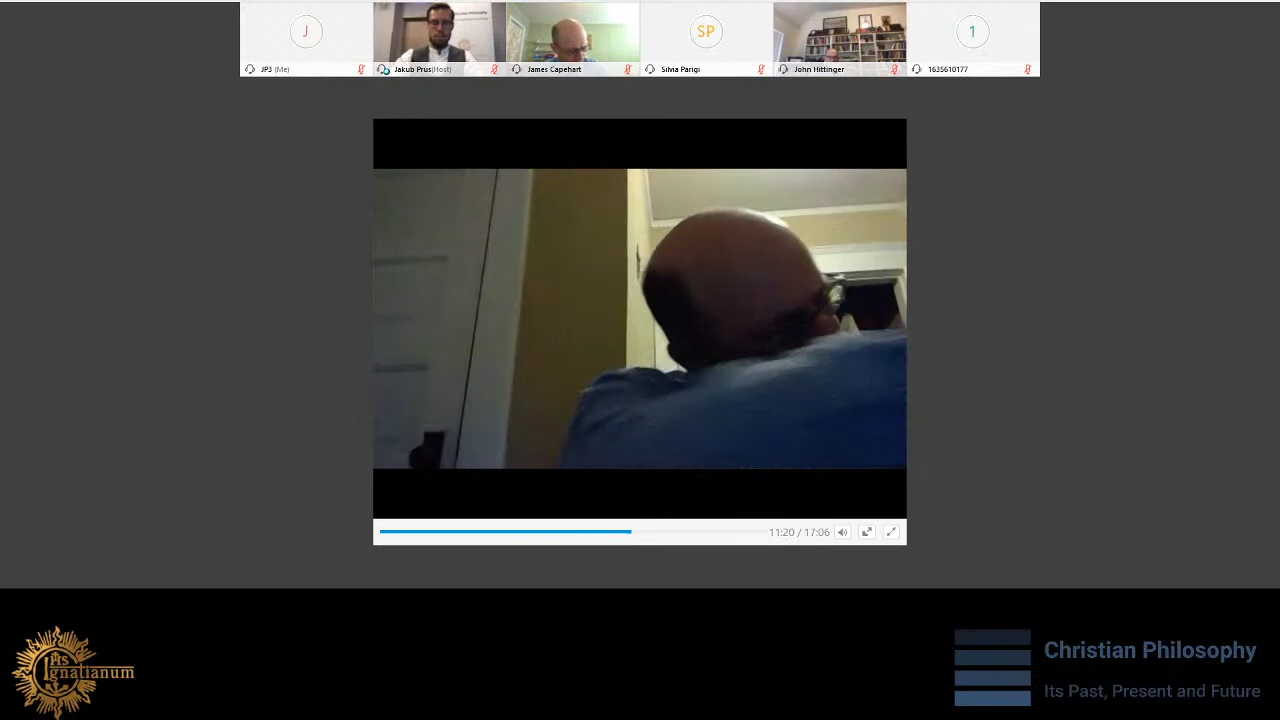 J
SP
1
JP3 (Me)
Jakub Prus(Host)
James Capehart
Silvia Parigi
John Hittinger
1635610177
11:20 / 17:06
IHS
Ignatianum
Christian Philosophy
Its Past, Present and Future